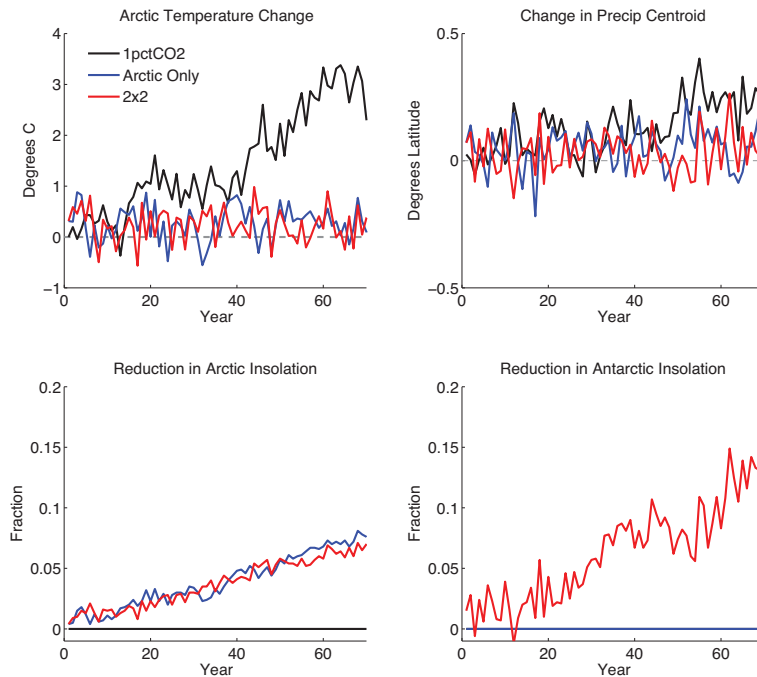 Arctic Temperature Change
4
3
2
1
0
−1
Degrees C
1pctCO2
Arctic Only
2x2
0 20 40 60
Year
Change in Precip Centroid
0.5
0
−0.5
Degrees Latitude
0 20 40 60
Year
Reduction in Arctic Insolation
0.2
0.15
0.1
0.05
0
Fraction
0 20 40 60
Year
Reduction in Antarctic Insolation
0.2
0.15
0.1
0.05
0
Fraction
0 20 40 60
Year